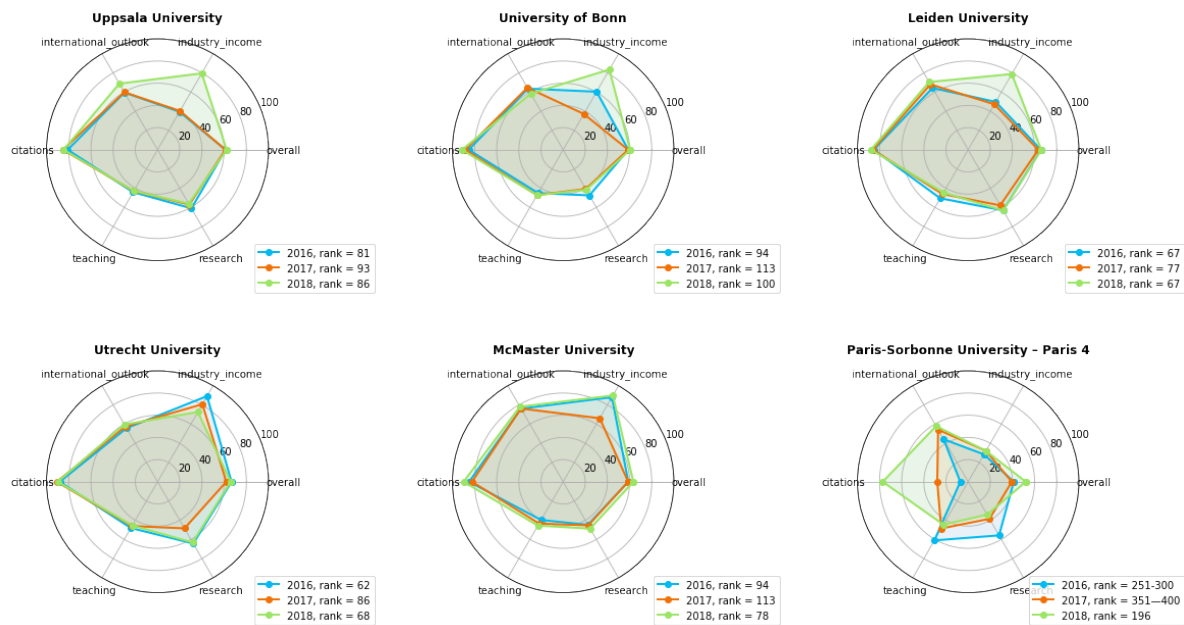 Uppsala University
international_outlook
industry_income
citations
overall
teaching
research
20
40
60
80
100
2016, rank = 81
2017, rank = 93
2018, rank = 86
University of Bonn
international_outlook
industry_income
citations
overall
teaching
research
20
40
60
80
100
2016, rank = 94
2017, rank = 113
2018, rank = 100
Leiden University
international_outlook
industry_income
citations
overall
teaching
research
20
40
60
80
100
2016, rank = 67
2017, rank = 77
2018, rank = 67
Utrecht University
international_outlook
industry_income
citations
overall
teaching
research
20
40
60
80
100
2016, rank = 62
2017, rank = 86
2018, rank = 68
McMaster University
international_outlook
industry_income
citations
overall
teaching
research
20
40
60
80
100
2016, rank = 94
2017, rank = 113
2018, rank = 78
Paris-Sorbonne University – Paris 4
international_outlook
industry_income
citations
overall
teaching
research
20
40
60
80
100
2016, rank = 251-300
2017, rank = 351—400
2018, rank = 196